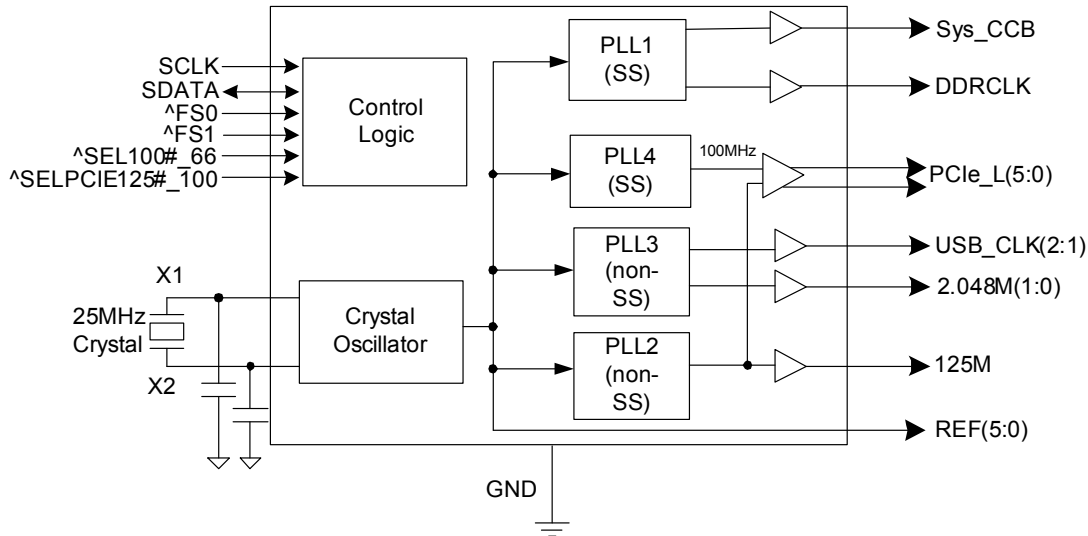 SCLK
SDATA
^FS0
^FS1
^SEL100#_66
^SELPCIE125#_100
Control
Logic
X1
25MHz
Crystal
X2
Crystal
Oscillator
PLL1
(SS)
PLL4
(SS)
100MHz
PLL3
(non-
SS)
PLL2
(non-
SS)
Sys_CCB
DDRCLK
PCIe_L(5:0)
USB_CLK(2:1)
2.048M(1:0)
125M
REF(5:0)
GND